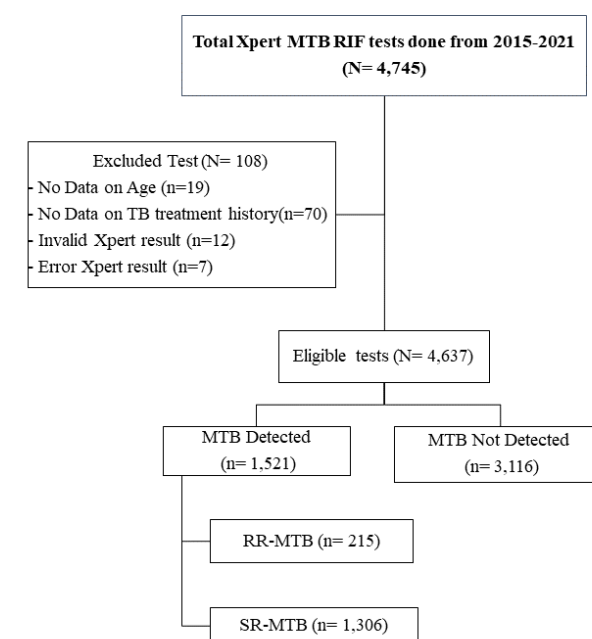 Total Xpert MTB RIF tests done from 2015-2021
(N= 4,745)
Excluded Test (N= 108)
- No Data on Age (n=19)
- No Data on TB treatment history(n=70)
- Invalid Xpert result (n=12)
- Error Xpert result (n=7)
Eligible tests (N= 4,637)
MTB Detected
(n= 1,521)
MTB Not Detected
(n= 3,116)
RR-MTB (n= 215)
SR-MTB (n= 1,306)